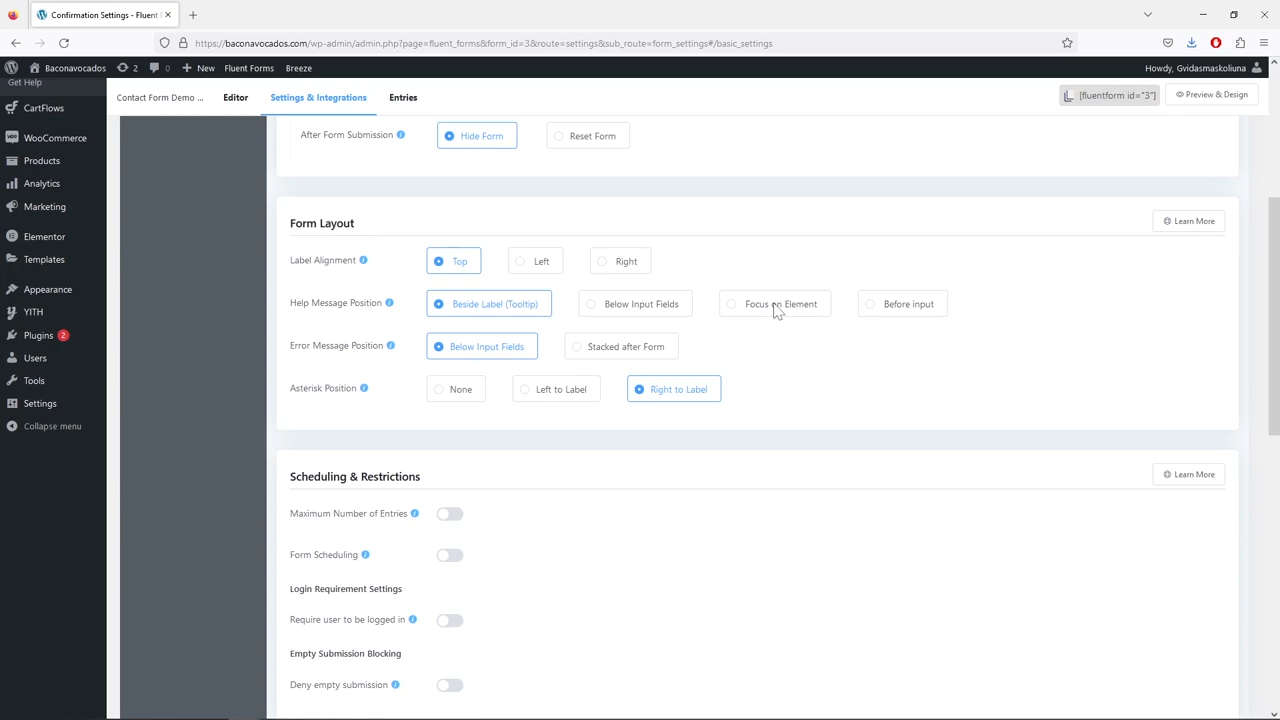 Confirmation Settings - Fluent F
https://baconavocados.com/wp-admin/admin.php?page=fluent_forms&form_id=3&route=settings&sub_route=form_settings#/basic_settings
Baconavocados 2 0 New Fluent Forms Breeze Howdy, Gvidasmaskoliuna
Get Help
CartFlows
WooCommerce
Products
Analytics
Marketing
Elementor
Templates
Appearance
YITH
Plugins 2
Users
Tools
Settings
Collapse menu
Contact Form Demo ... Editor Settings & Integrations Entries [fluentform id="3"] Preview & Design
After Form Submission Hide Form Reset Form
Form Layout Learn More
Label Alignment Top Left Right
Help Message Position Beside Label (Tooltip) Below Input Fields Focus on Element Before input
Error Message Position Below Input Fields Stacked after Form
Asterisk Position None Left to Label Right to Label
Scheduling & Restrictions Learn More
Maximum Number of Entries
Form Scheduling
Login Requirement Settings
Require user to be logged in
Empty Submission Blocking
Deny empty submission